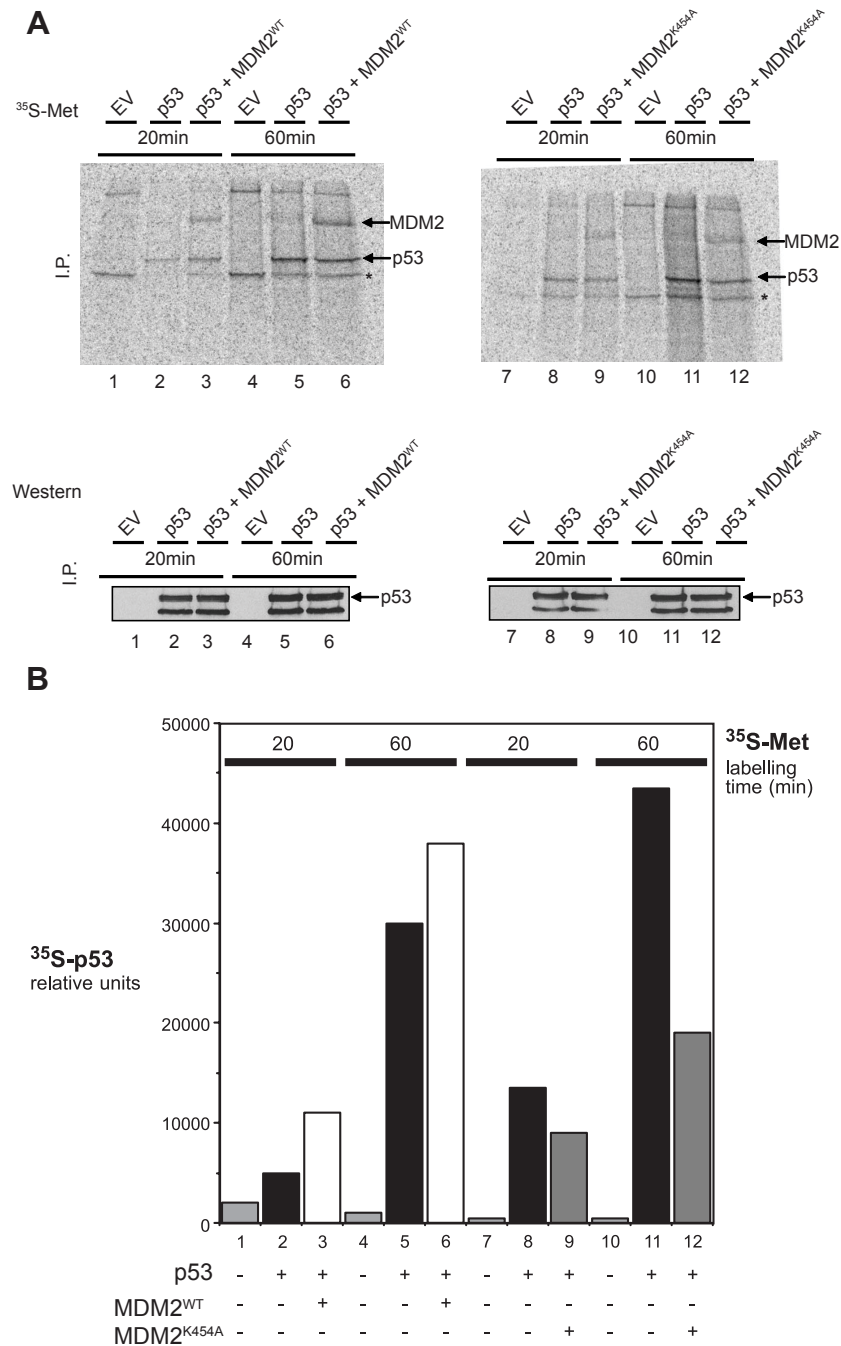 A
³⁵S-Met
EV
p53
p53 + MDM2ᵂᵀ
EV
p53
p53 + MDM2ᵂᵀ
20min
60min
EV
p53
p53 + MDM2ᴷ⁴⁵⁴ᴬ
EV
p53
p53 + MDM2ᴷ⁴⁵⁴ᴬ
20min
60min
I.P.
MDM2
p53
*
1 2 3 4 5 6
MDM2
p53
*
7 8 9 10 11 12
Western
EV
p53
p53 + MDM2ᵂᵀ
EV
p53
p53 + MDM2ᵂᵀ
20min
60min
EV
p53
p53 + MDM2ᴷ⁴⁵⁴ᴬ
EV
p53
p53 + MDM2ᴷ⁴⁵⁴ᴬ
20min
60min
I.P.
p53
1 2 3 4 5 6
p53
7 8 9 10 11 12
B
50000
40000
30000
20000
10000
0
³⁵S-p53
relative units
20 60 20 60
³⁵S-Met
labelling
time (min)
1 2 3 4 5 6 7 8 9 10 11 12
p53 - + + - + + - + + - + +
MDM2ᵂᵀ - - + - - + - - - - - -
MDM2ᴷ⁴⁵⁴ᴬ - - - - - - - - + - - +